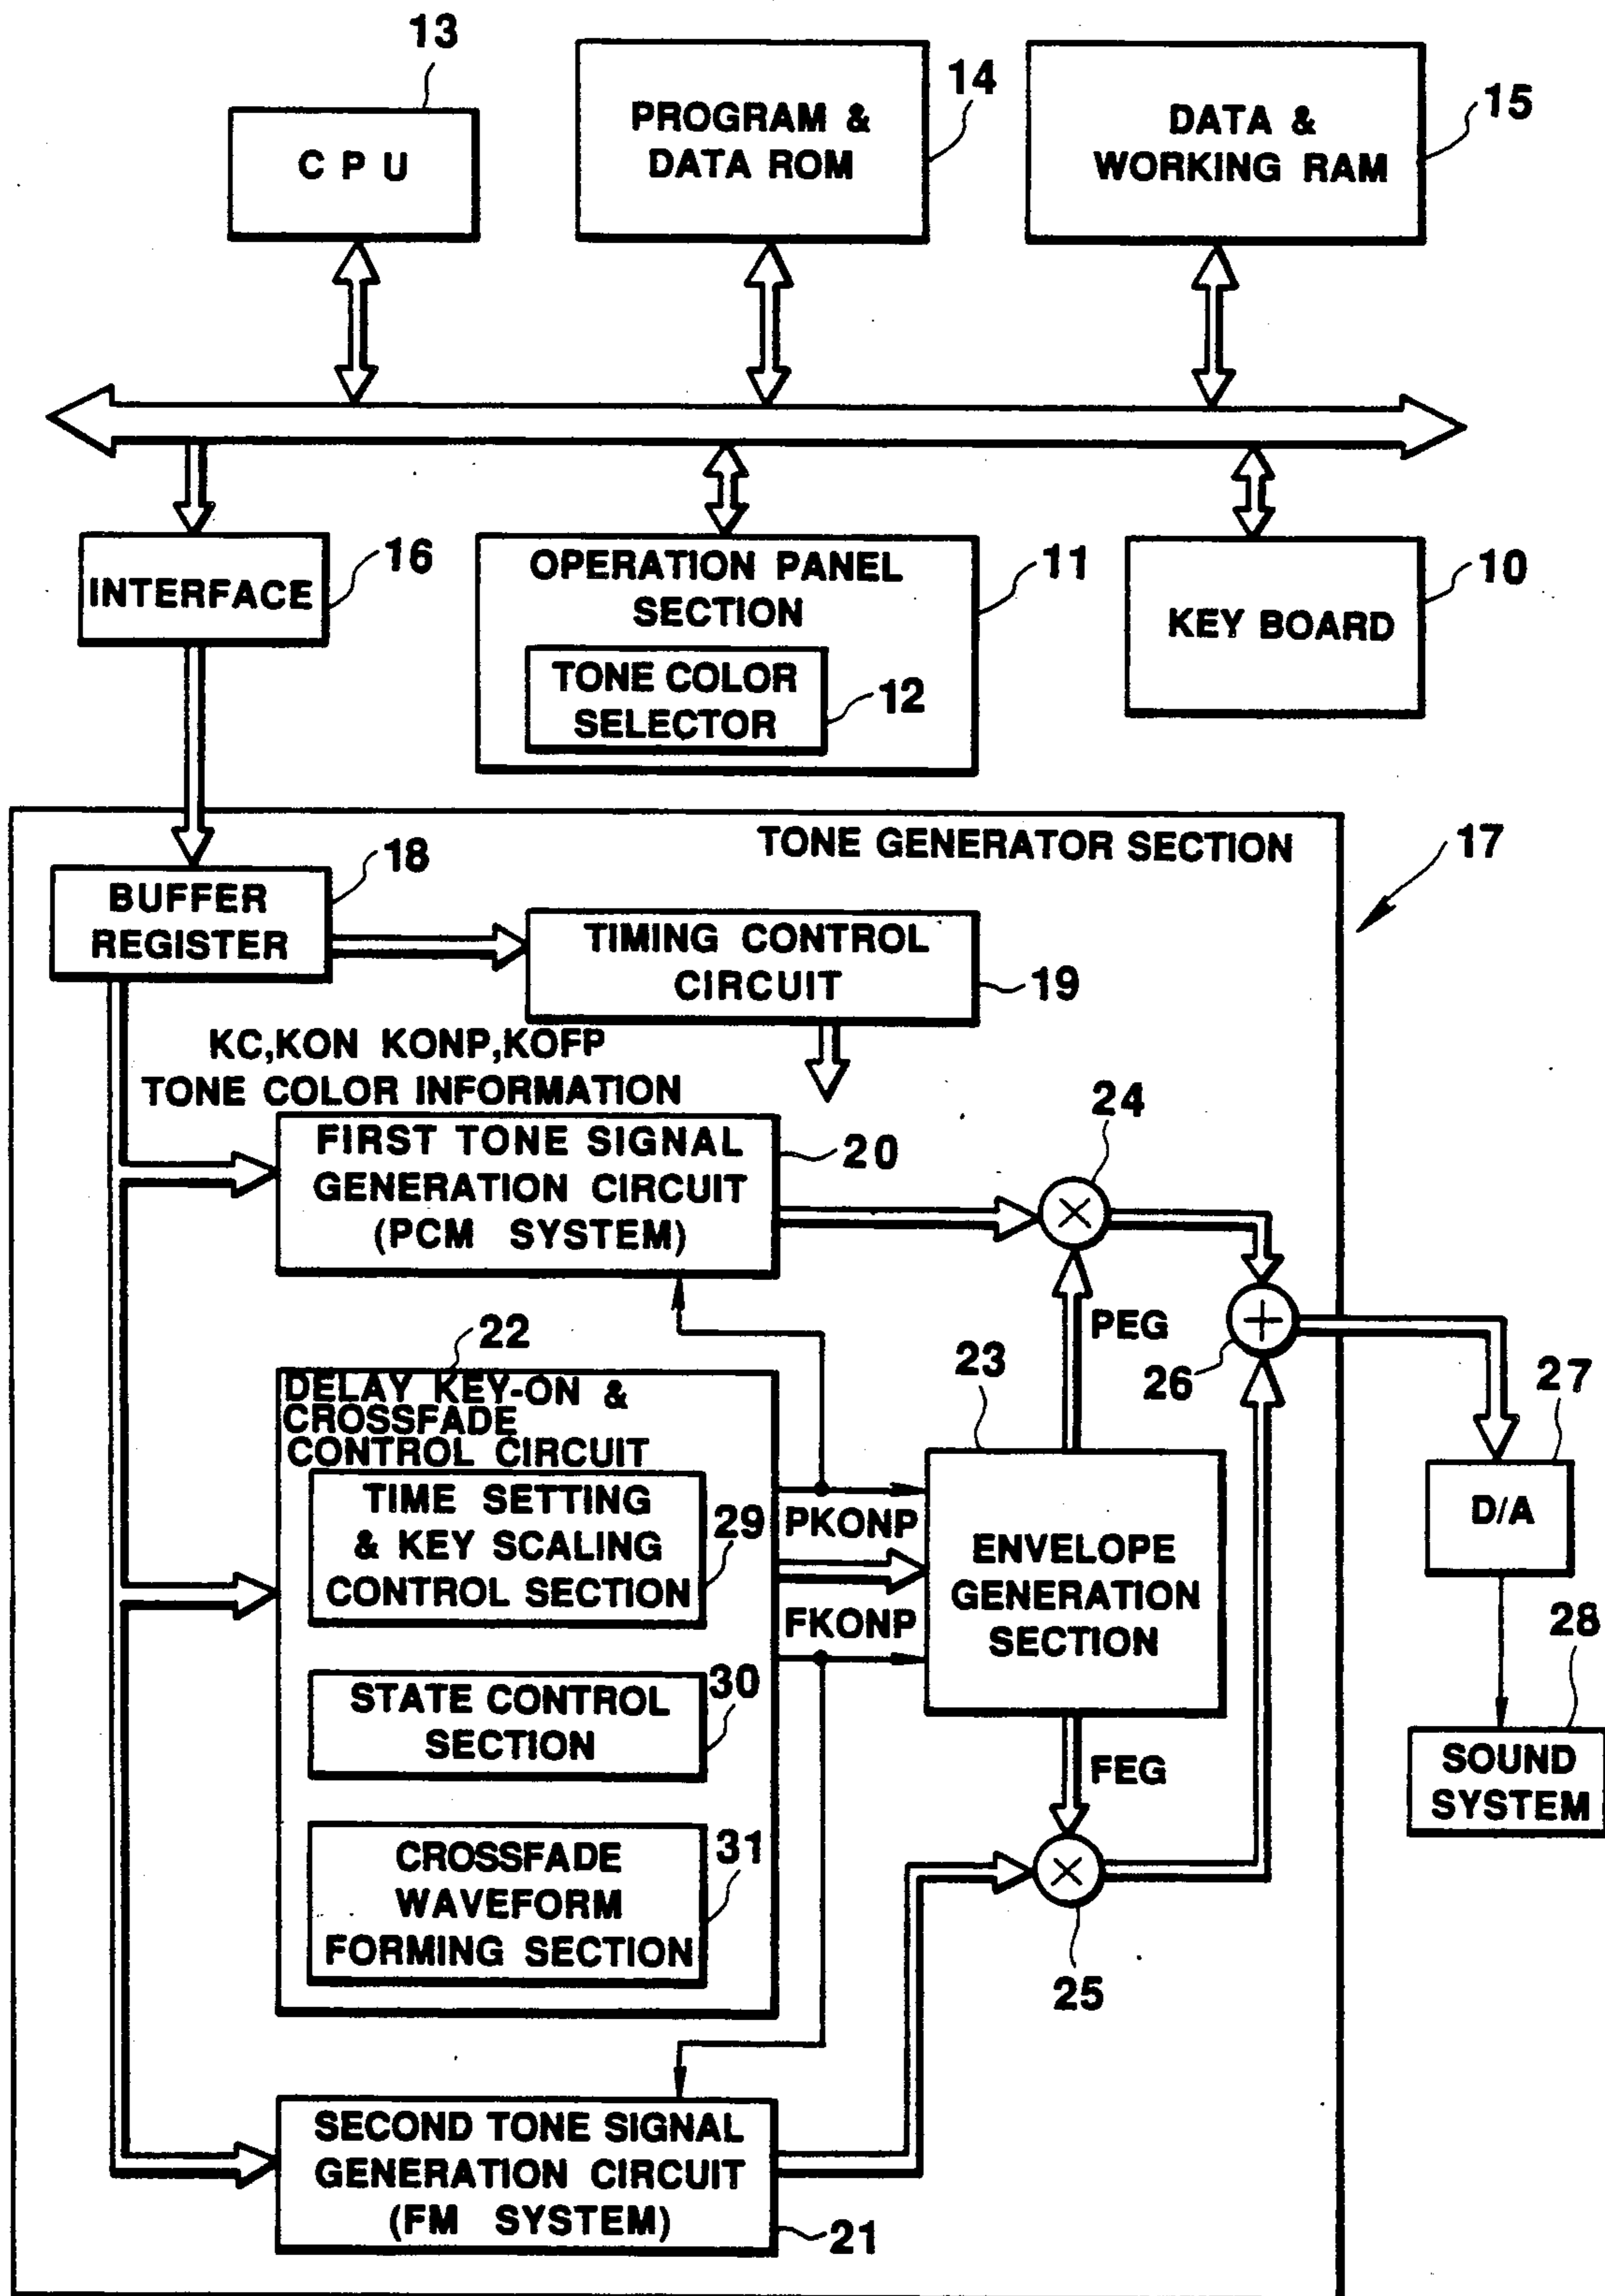 13
CPU
PROGRAM &
DATA ROM
14
DATA &
WORKING RAM
15
INTERFACE
16
OPERATION PANEL
SECTION
11
TONE COLOR
SELECTOR
12
KEY BOARD
10
TONE GENERATOR SECTION
17
BUFFER
REGISTER
18
TIMING CONTROL
CIRCUIT
19
KC,KON KONP,KOFP
TONE COLOR INFORMATION
FIRST TONE SIGNAL
GENERATION CIRCUIT
(PCM SYSTEM)
20
24
PEG
26
22
DELAY KEY-ON &
CROSSFADE
CONTROL CIRCUIT
TIME SETTING
& KEY SCALING
CONTROL SECTION
29
PKONP
FKONP
23
ENVELOPE
GENERATION
SECTION
27
D/A
28
SOUND
SYSTEM
STATE CONTROL
SECTION
30
FEG
CROSSFADE
WAVEFORM
FORMING SECTION
31
25
SECOND TONE SIGNAL
GENERATION CIRCUIT
(FM SYSTEM)
21